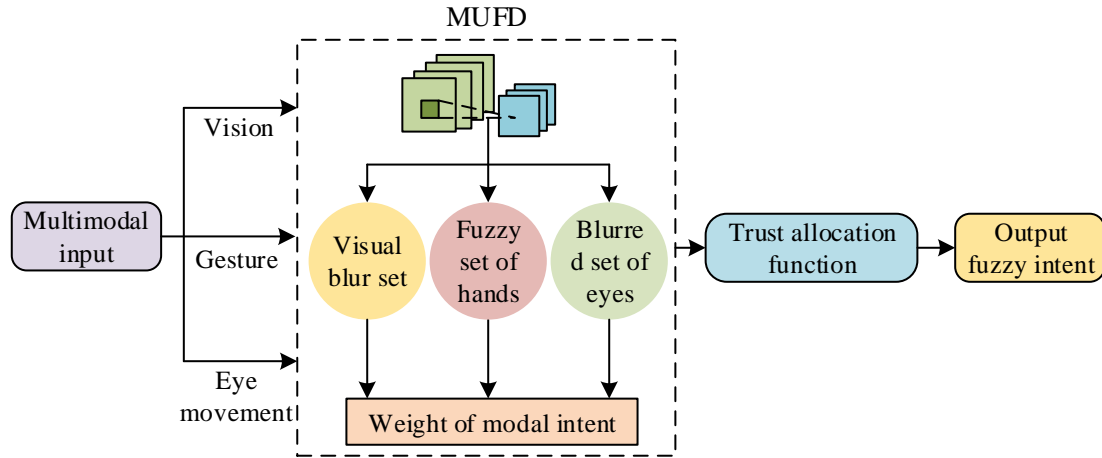 MUFD
Vision
Multimodal
input
Gesture
Eye
movement
Visual
blur set
Fuzzy
set of
hands
Blurre
d set of
eyes
Weight of modal intent
Trust allocation
function
Output
fuzzy intent